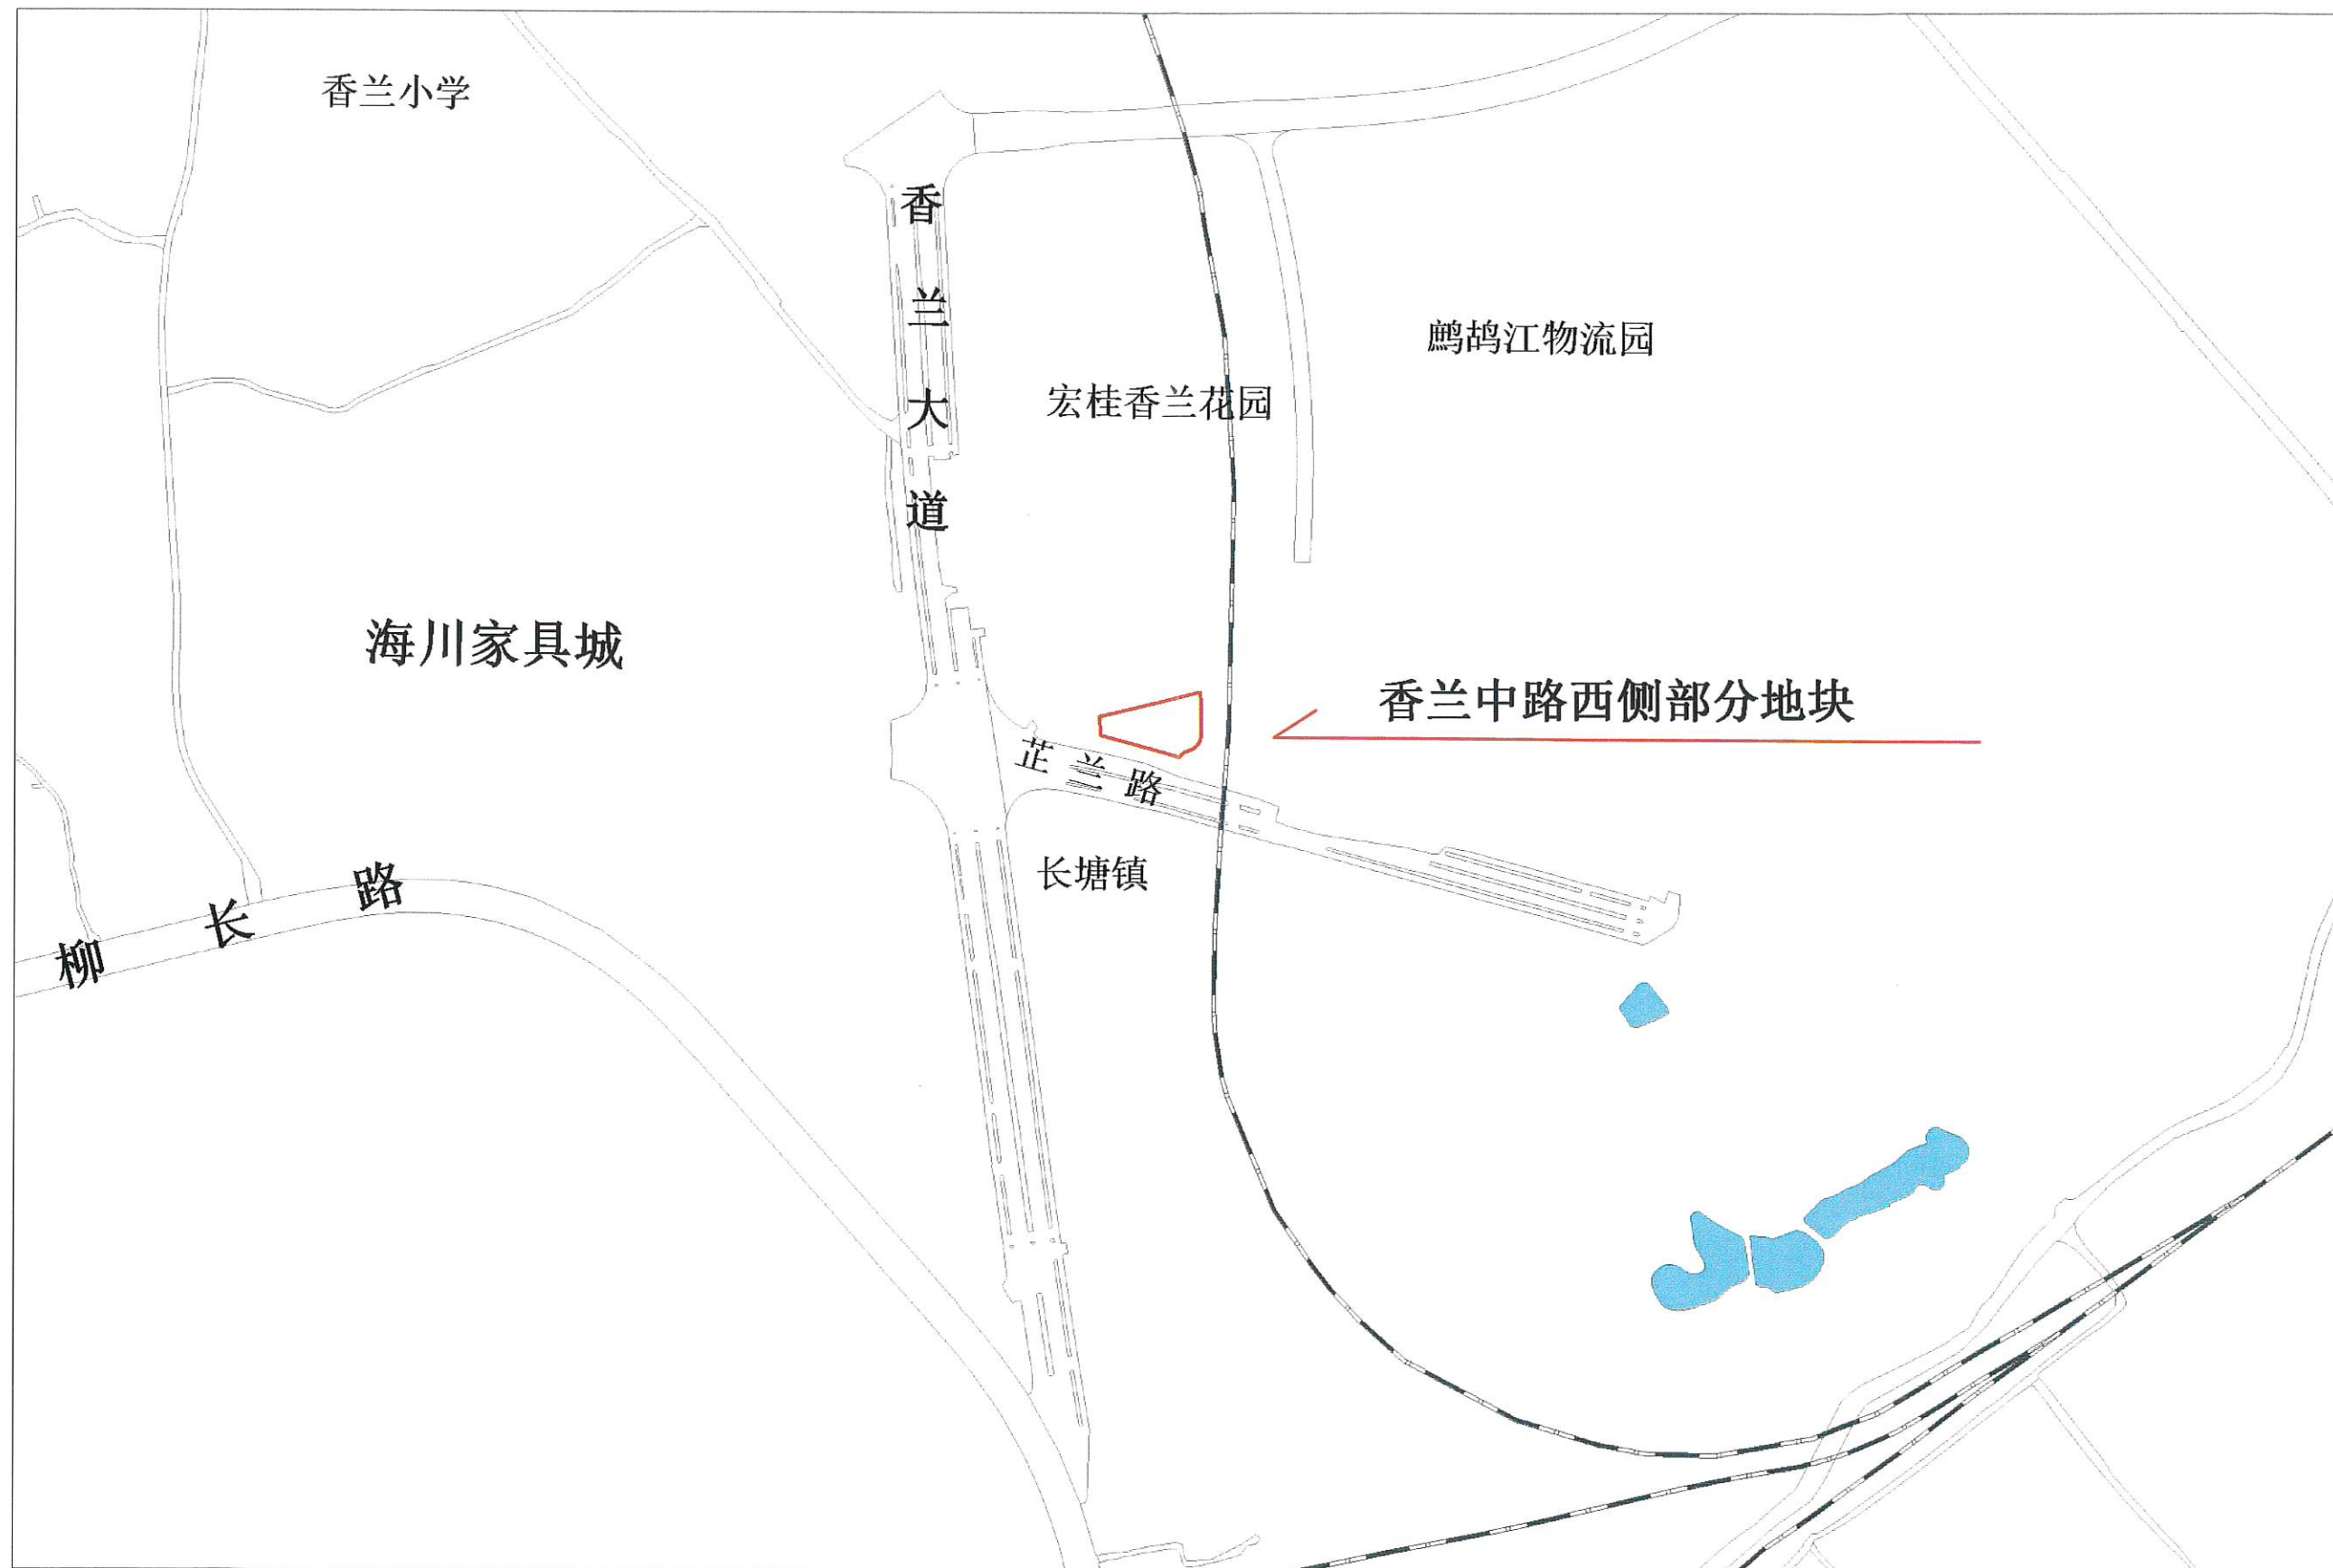 香兰小学
香兰大道
鹧鸪江物流园
宏桂香兰花园
海川家具城
香兰中路西侧部分地块
芷兰路
长塘镇
柳长路